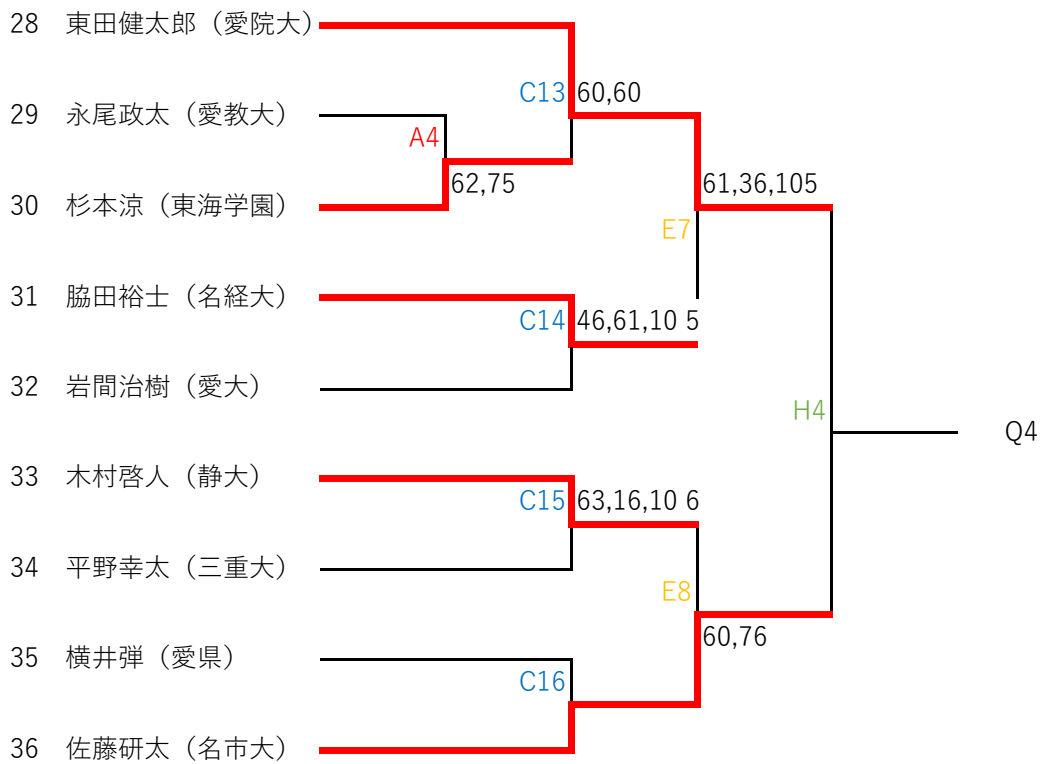 28 東田健太郎（愛院大）
C13 60,60
29 永尾政太（愛教大）
A4
62,75
61,36,105
30 杉本涼（東海学園）
E7
31 脇田裕士（名経大）
C14 46,61,10 5
32 岩間治樹（愛大）
H4
Q4
33 木村啓人（静大）
C15 63,16,10 6
34 平野幸太（三重大）
E8
60,76
35 横井弾（愛県）
C16
36 佐藤研太（名市大）